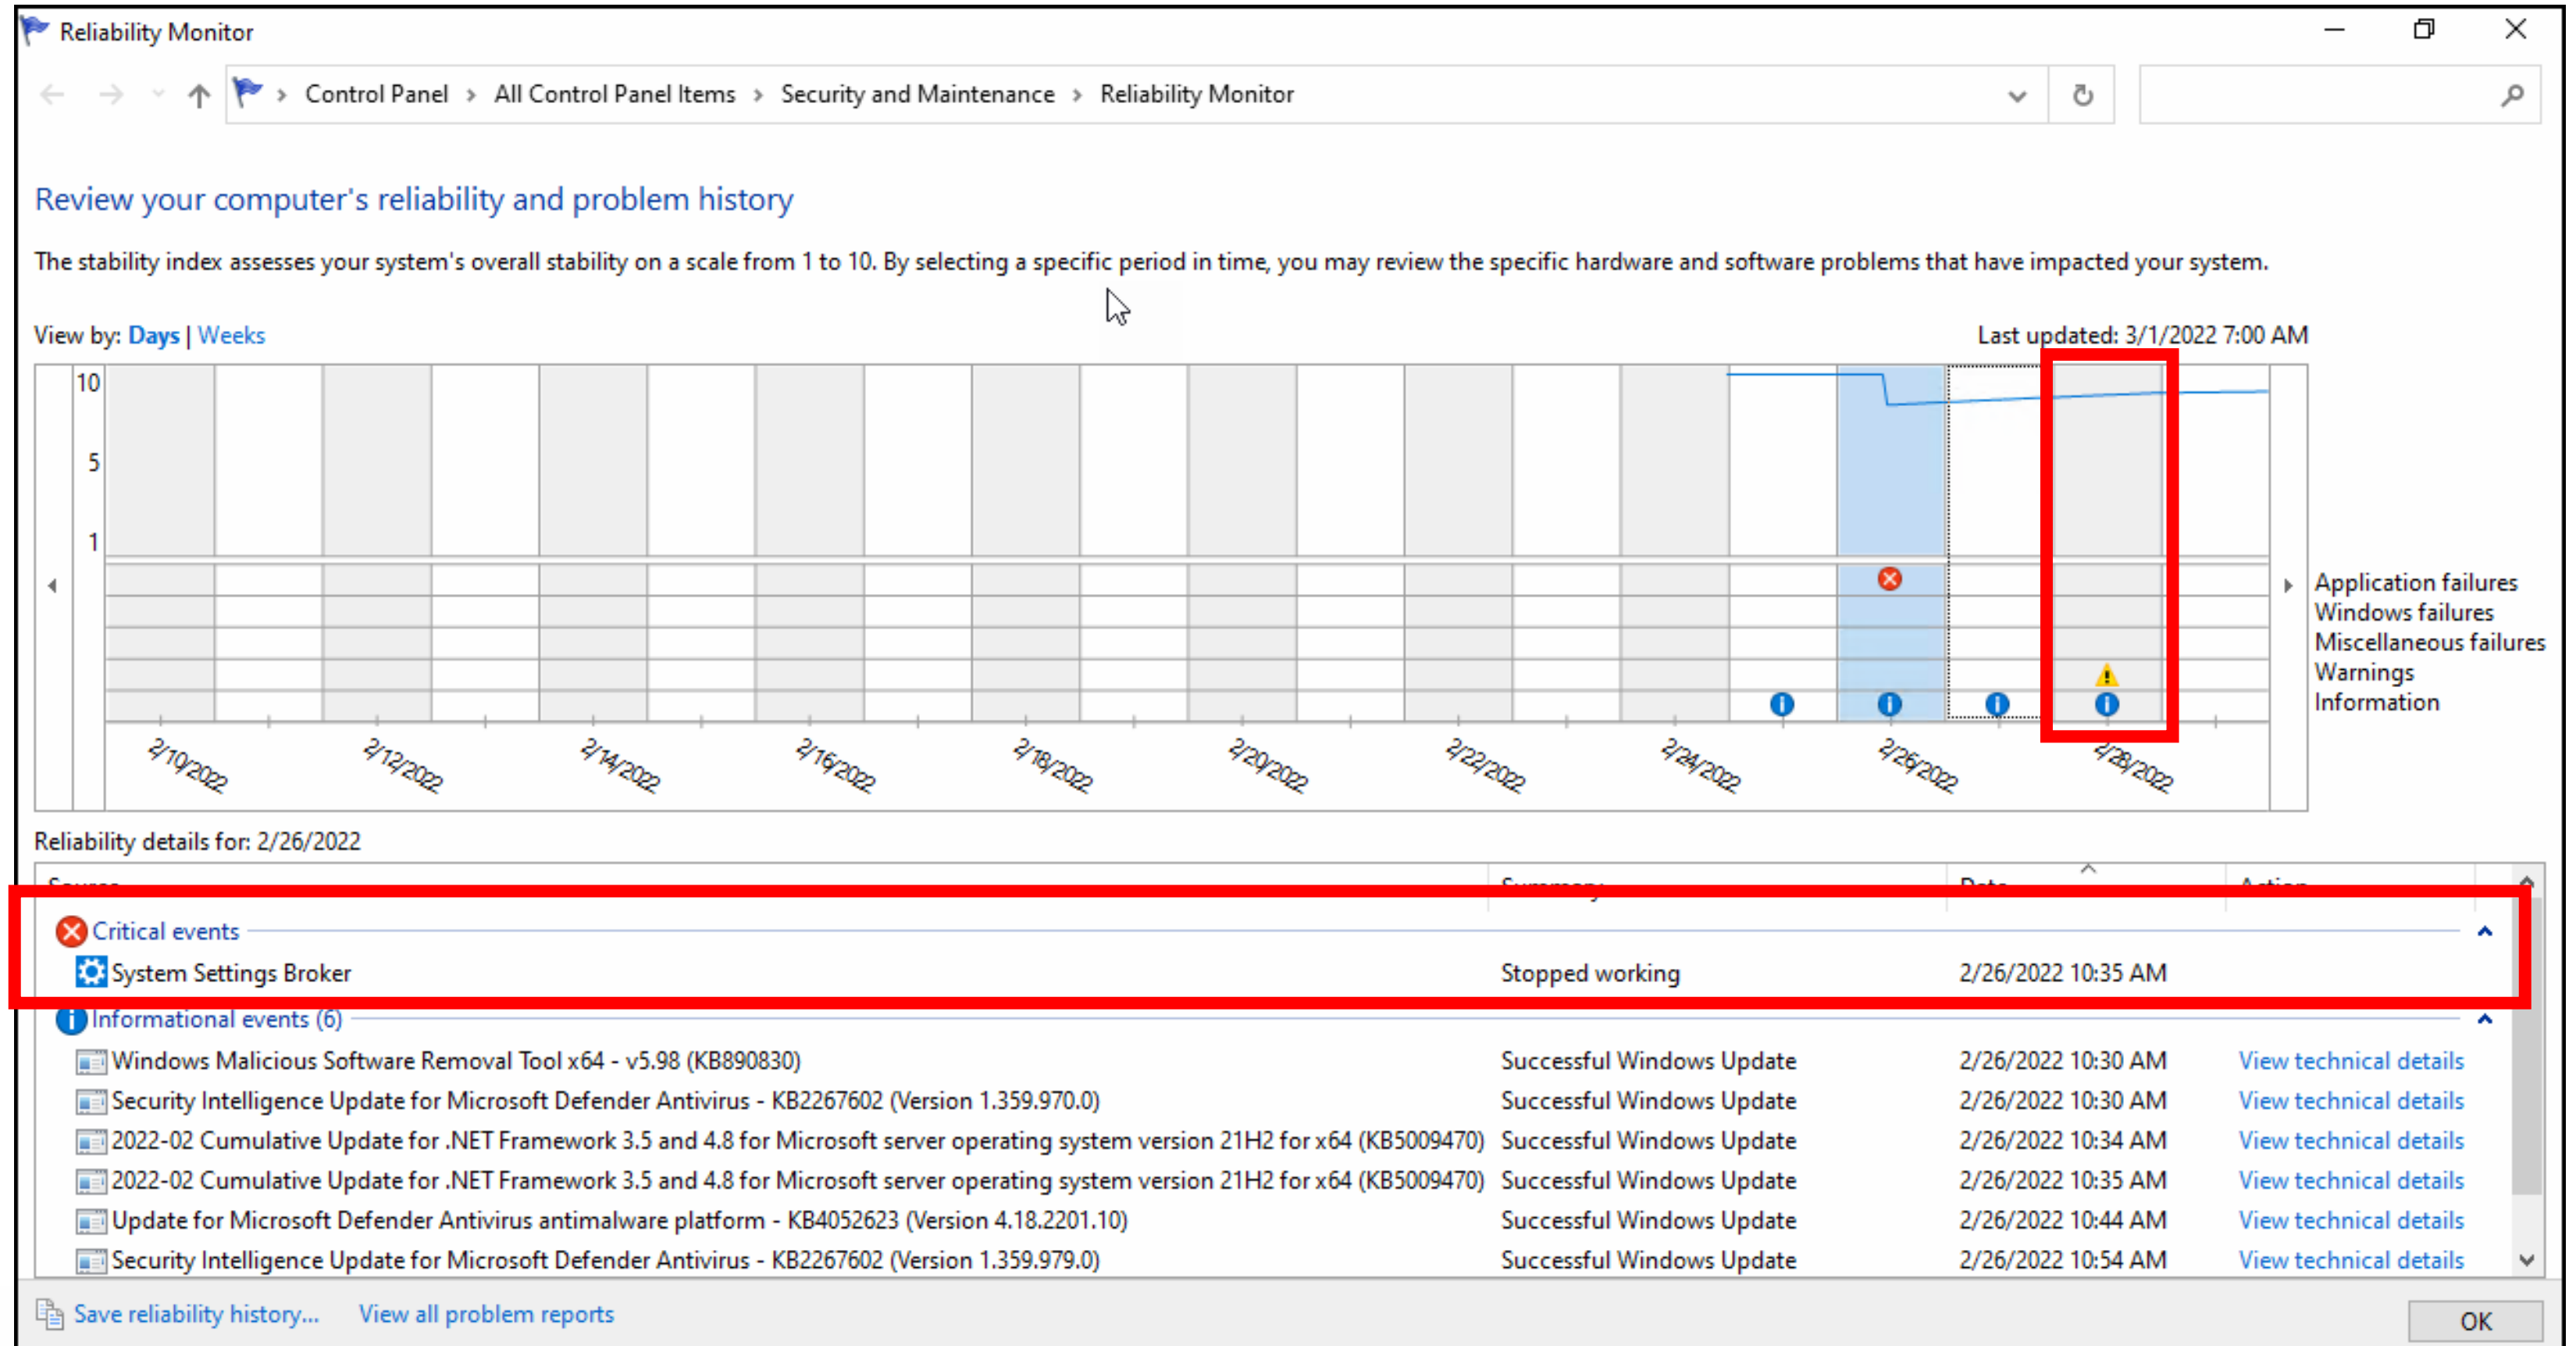 Reliability Monitor
Control Panel > All Control Panel Items > Security and Maintenance > Reliability Monitor
Review your computer's reliability and problem history
The stability index assesses your system's overall stability on a scale from 1 to 10. By selecting a specific period in time, you may review the specific hardware and software problems that have impacted your system.
View by: Days | Weeks
Last updated: 3/1/2022 7:00 AM
10
5
1
Application failures
Windows failures
Miscellaneous failures
Warnings
Information
2/10/2022 2/12/2022 2/14/2022 2/16/2022 2/18/2022 2/20/2022 2/22/2022 2/24/2022 2/26/2022 2/28/2022
Reliability details for: 2/26/2022
Critical events
System Settings Broker Stopped working 2/26/2022 10:35 AM
Informational events (6)
Windows Malicious Software Removal Tool x64 - v5.98 (KB890830) Successful Windows Update 2/26/2022 10:30 AM View technical details
Security Intelligence Update for Microsoft Defender Antivirus - KB2267602 (Version 1.359.970.0) Successful Windows Update 2/26/2022 10:30 AM View technical details
2022-02 Cumulative Update for .NET Framework 3.5 and 4.8 for Microsoft server operating system version 21H2 for x64 (KB5009470) Successful Windows Update 2/26/2022 10:34 AM View technical details
2022-02 Cumulative Update for .NET Framework 3.5 and 4.8 for Microsoft server operating system version 21H2 for x64 (KB5009470) Successful Windows Update 2/26/2022 10:35 AM View technical details
Update for Microsoft Defender Antivirus antimalware platform - KB4052623 (Version 4.18.2201.10) Successful Windows Update 2/26/2022 10:44 AM View technical details
Security Intelligence Update for Microsoft Defender Antivirus - KB2267602 (Version 1.359.979.0) Successful Windows Update 2/26/2022 10:54 AM View technical details
Save reliability history... View all problem reports
OK